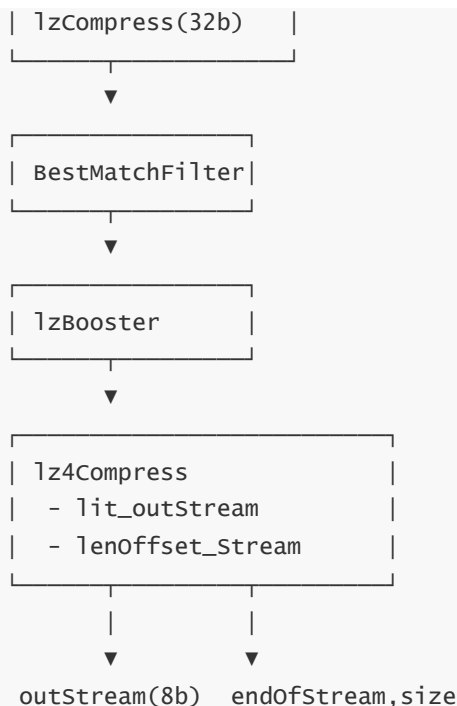 lzCompress(32b)
BestMatchFilter
lzBooster
lz4Compress
- lit_outStream
- lenOffset_Stream
outStream(8b) endOfStream,size